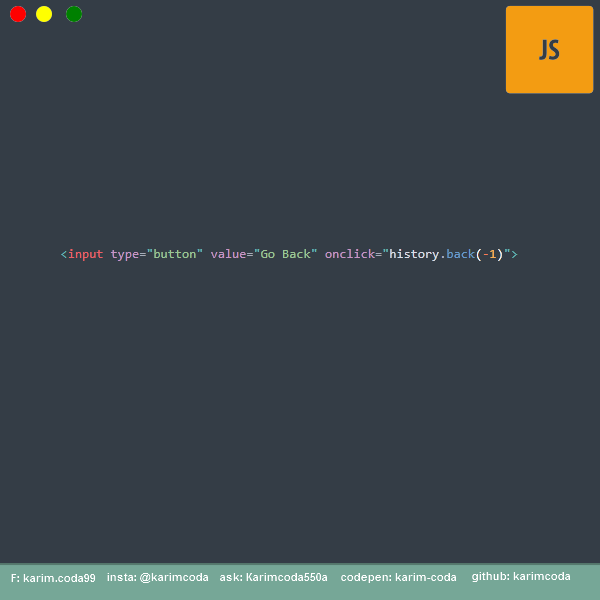 JS
<input type="button" value="Go Back" onclick="history.back(-1)">
F: karim.coda99 insta: @karimcoda ask: Karimcoda550a codepen: karim-coda github: karimcoda